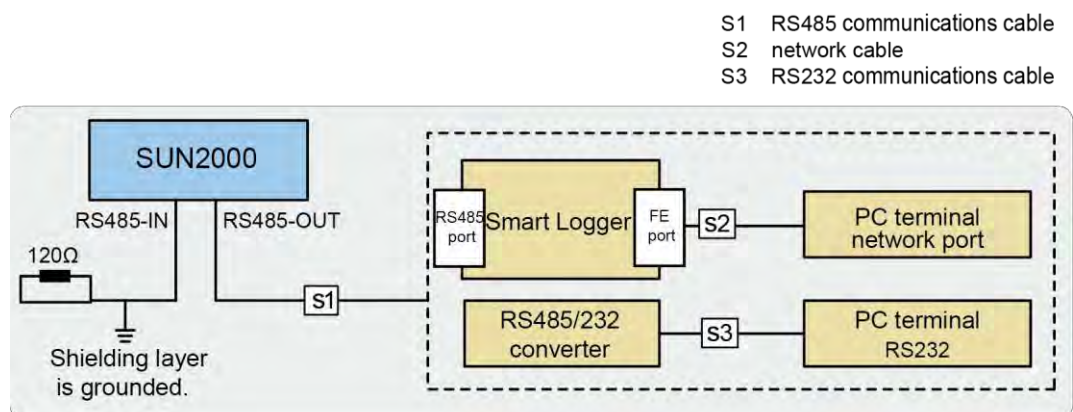 S1 RS485 communications cable
S2 network cable
S3 RS232 communications cable
SUN2000
RS485-IN
RS485-OUT
120Ω
Shielding layer
is grounded.
S1
RS485
port
Smart Logger
FE
port
S2
PC terminal
network port
RS485/232
converter
S3
PC terminal
RS232